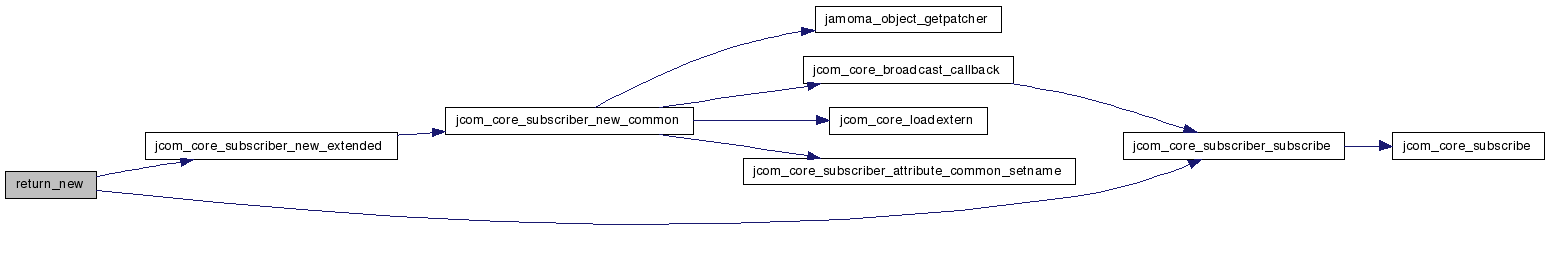 jamoma_object_getpatcher
jcom_core_broadcast_callback
jcom_core_subscriber_new_common
jcom_core_loadextern
jcom_core_subscriber_new_extended
jcom_core_subscriber_subscribe
jcom_core_subscribe
jcom_core_subscriber_attribute_common_setname
return_new